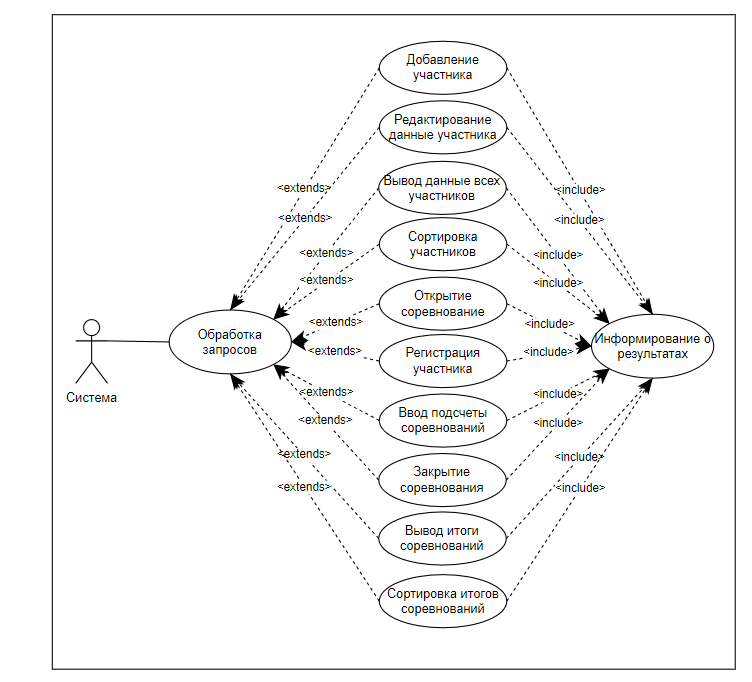 Добавление
участника
Редактирование
данные участника
<extends>
<include>
Вывод данные всех
участников
<extends>
<include>
Сортировка
участников
<extends>
<include>
<extends>
<include>
Открытие
соревнование
<extends>
<include>
Обработка
запросов
Информирование о
результатах
Регистрация
участника
<extends>
<include>
Система
<extends>
<include>
Ввод подсчеты
соревнований
<extends>
<include>
Закрытие
соревнования
<extends>
<include>
<extends>
<include>
Вывод итоги
соревнований
Сортировка итогов
соревнований